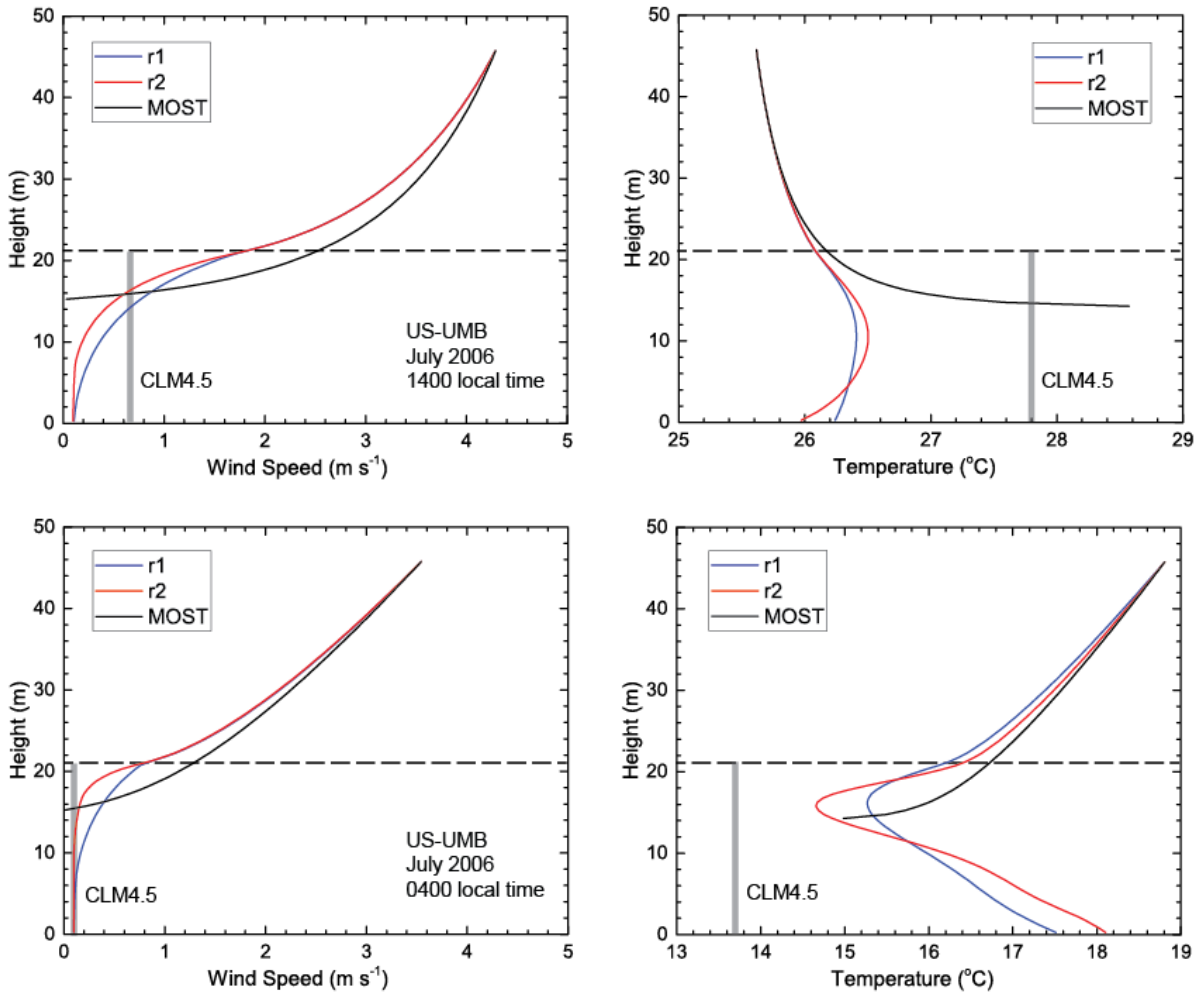 50
40
30
20
10
0
Height (m)
r1
r2
MOST
CLM4.5
US-UMB
July 2006
1400 local time
0 1 2 3 4 5
Wind Speed (m s⁻¹)
50
40
30
20
10
0
Height (m)
r1
r2
MOST
CLM4.5
25 26 27 28 29
Temperature (°C)
50
40
30
20
10
0
Height (m)
r1
r2
MOST
US-UMB
July 2006
0400 local time
CLM4.5
0 1 2 3 4 5
Wind Speed (m s⁻¹)
50
40
30
20
10
0
Height (m)
r1
r2
MOST
CLM4.5
13 14 15 16 17 18 19
Temperature (°C)